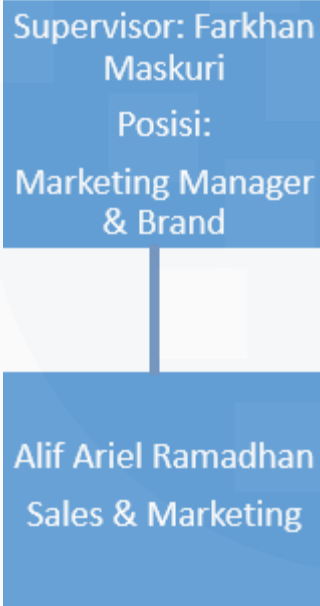 Supervisor: Farkhan
Maskuri
Posisi:
Marketing Manager
& Brand
Alif Ariel Ramadhan
Sales & Marketing